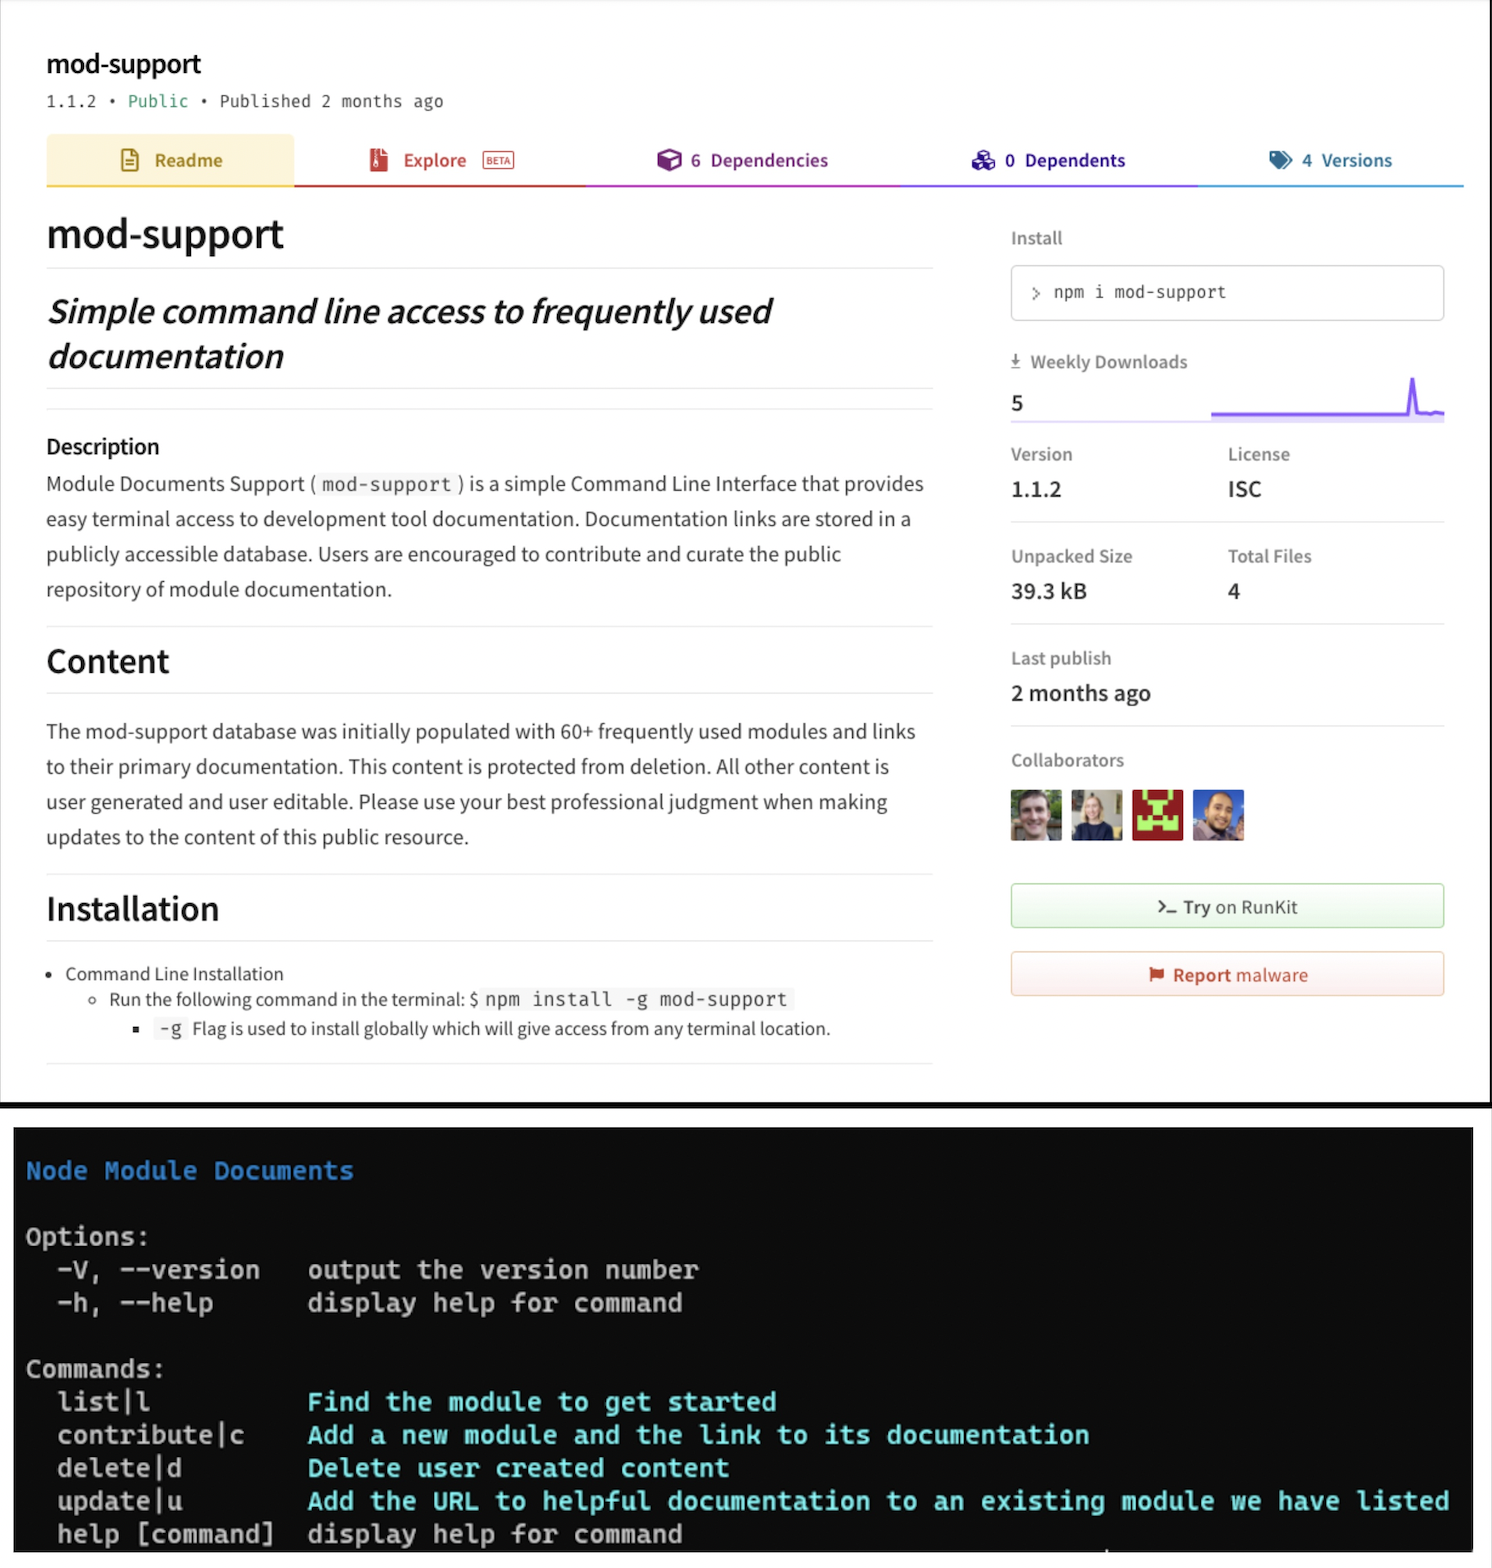 mod-support
1.1.2 • Public • Published 2 months ago
Readme
Explore BETA
6 Dependencies
0 Dependents
4 Versions
mod-support
Simple command line access to frequently used
documentation
Description
Module Documents Support ( mod-support ) is a simple Command Line Interface that provides
easy terminal access to development tool documentation. Documentation links are stored in a
publicly accessible database. Users are encouraged to contribute and curate the public
repository of module documentation.
Content
The mod-support database was initially populated with 60+ frequently used modules and links
to their primary documentation. This content is protected from deletion. All other content is
user generated and user editable. Please use your best professional judgment when making
updates to the content of this public resource.
Installation
• Command Line Installation
◦ Run the following command in the terminal: $ npm install -g mod-support
▪ -g Flag is used to install globally which will give access from any terminal location.
Install
> npm i mod-support
Weekly Downloads
5
Version
1.1.2
License
ISC
Unpacked Size
39.3 kB
Total Files
4
Last publish
2 months ago
Collaborators
>_ Try on RunKit
Report malware
Node Module Documents
Options:
-V, --version output the version number
-h, --help display help for command
Commands:
list|l Find the module to get started
contribute|c Add a new module and the link to its documentation
delete|d Delete user created content
update|u Add the URL to helpful documentation to an existing module we have listed
help [command] display help for command